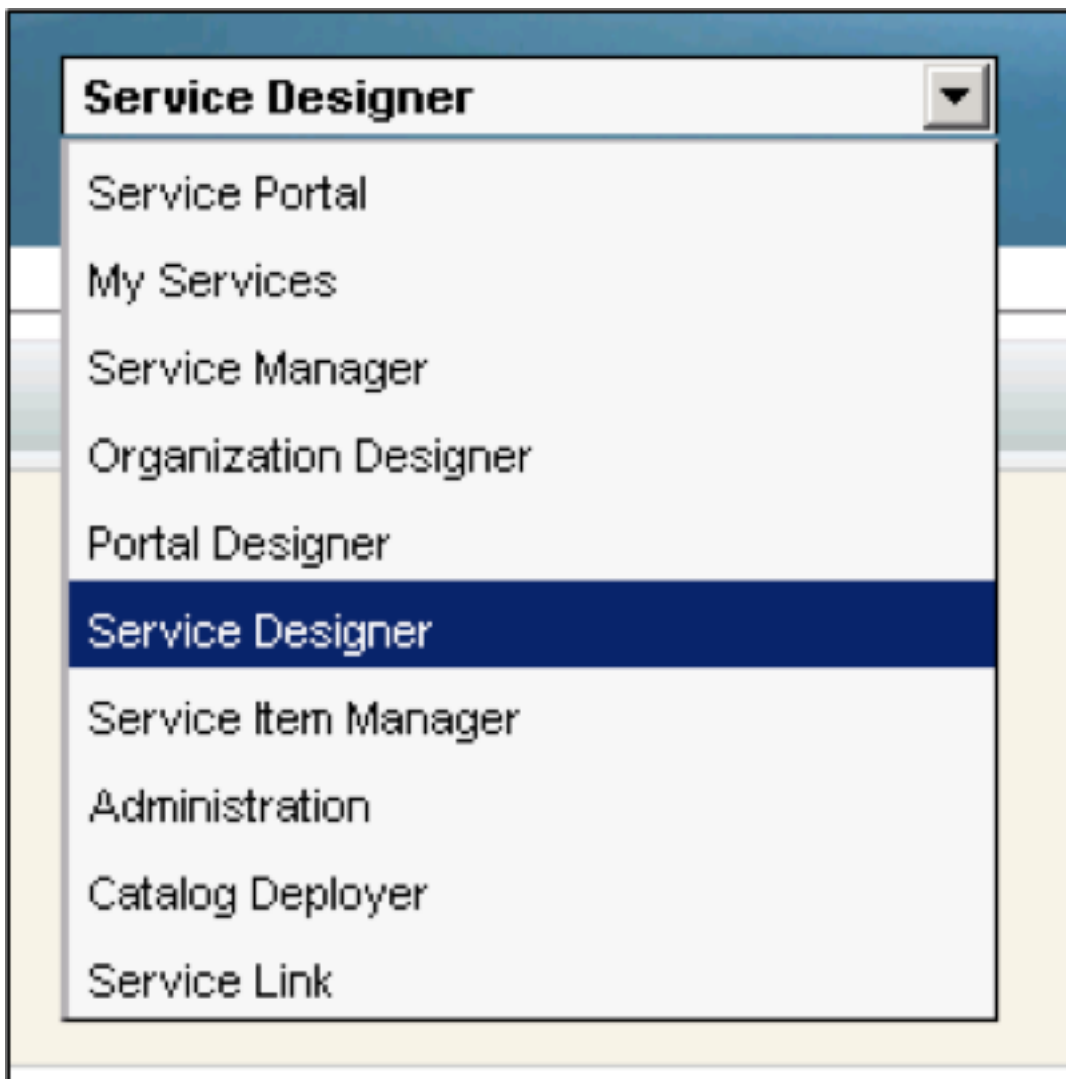 Service Designer
Service Portal
My Services
Service Manager
Organization Designer
Portal Designer
Service Designer
Service Item Manager
Administration
Catalog Deployer
Service Link